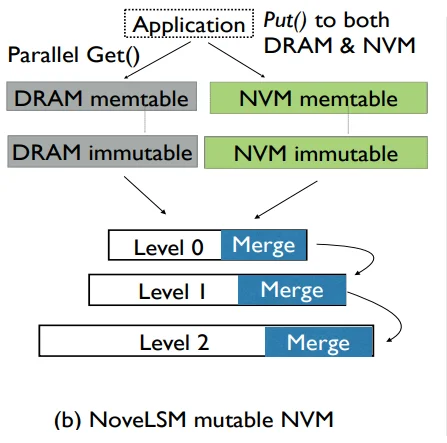 Application
Put() to both
DRAM & NVM
Parallel Get()
DRAM memtable
NVM memtable
DRAM immutable
NVM immutable
Level 0
Merge
Level 1
Merge
Level 2
Merge
(b) NoveLSM mutable NVM